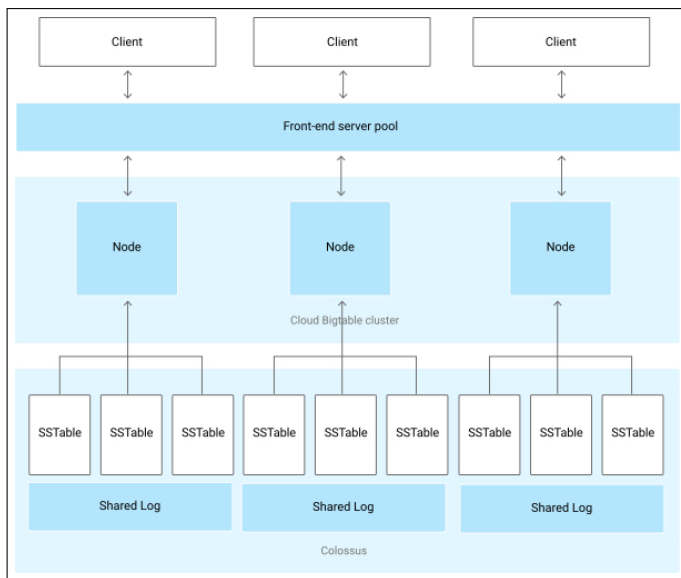 Client Client Client
Front-end server pool
Node Node Node
Cloud Bigtable cluster
SSTable SSTable SSTable SSTable SSTable SSTable SSTable SSTable SSTable
Shared Log Shared Log Shared Log
Colossus